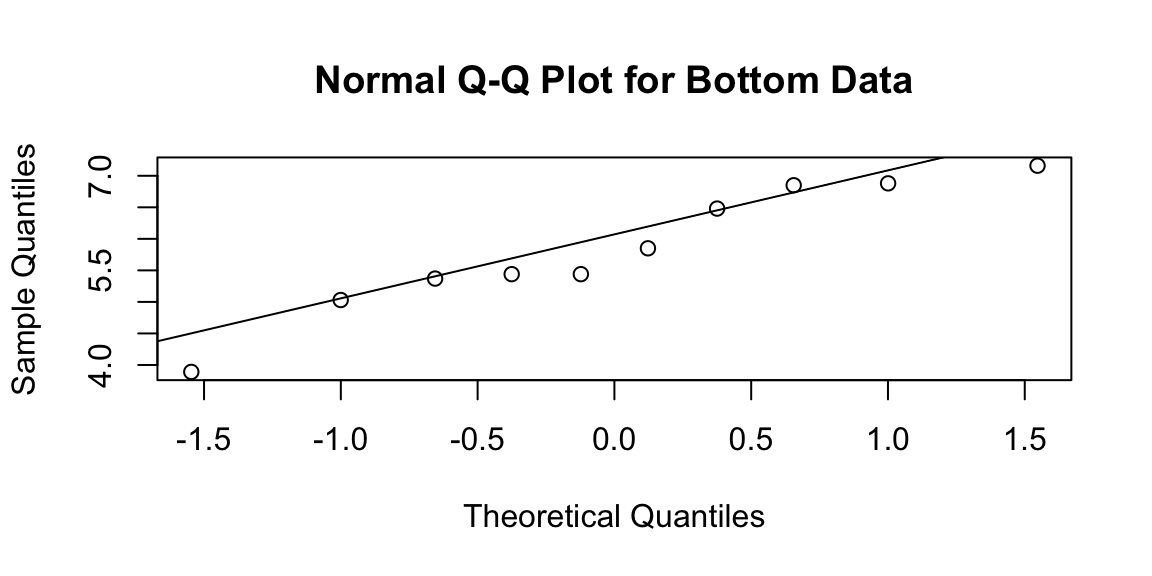 Normal Q-Q Plot for Bottom Data
Sample Quantiles
7.0
5.5
4.0
-1.5 -1.0 -0.5 0.0 0.5 1.0 1.5
Theoretical Quantiles